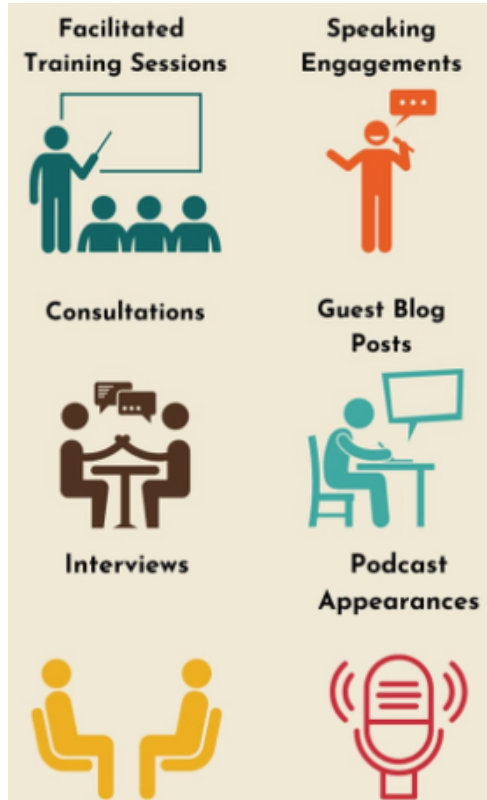 Facilitated
Training Sessions
Speaking
Engagements
Consultations
Guest Blog
Posts
Interviews
Podcast
Appearances